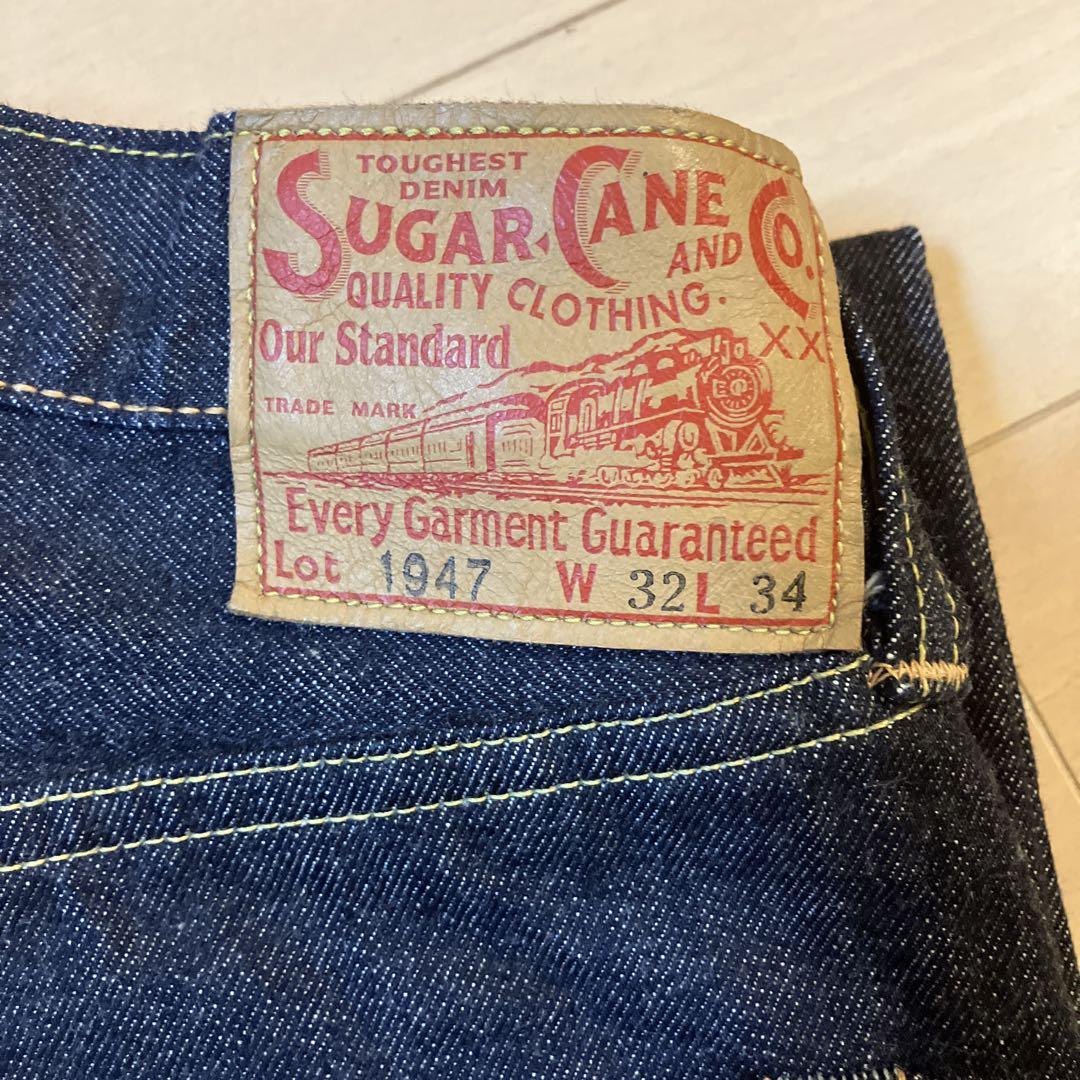 TOUGHEST
DENIM
SUGAR CANE CO.
AND
QUALITY CLOTHING.
Our Standard
XX
TRADE MARK
Every Garment Guaranteed
Lot 1947 W 32 L 34